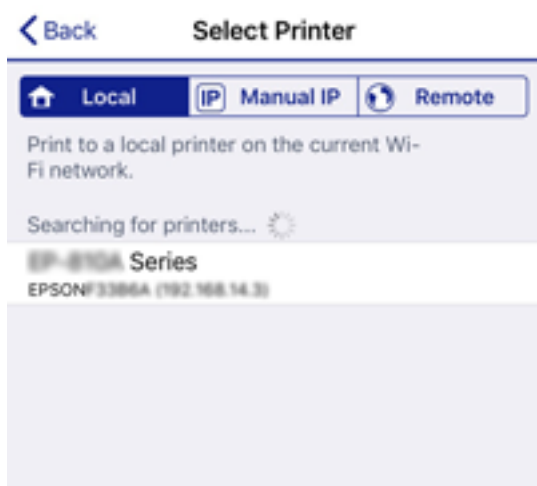 Back Select Printer
Local IP Manual IP Remote
Print to a local printer on the current Wi-
Fi network.
Searching for printers...
Series
EPSON